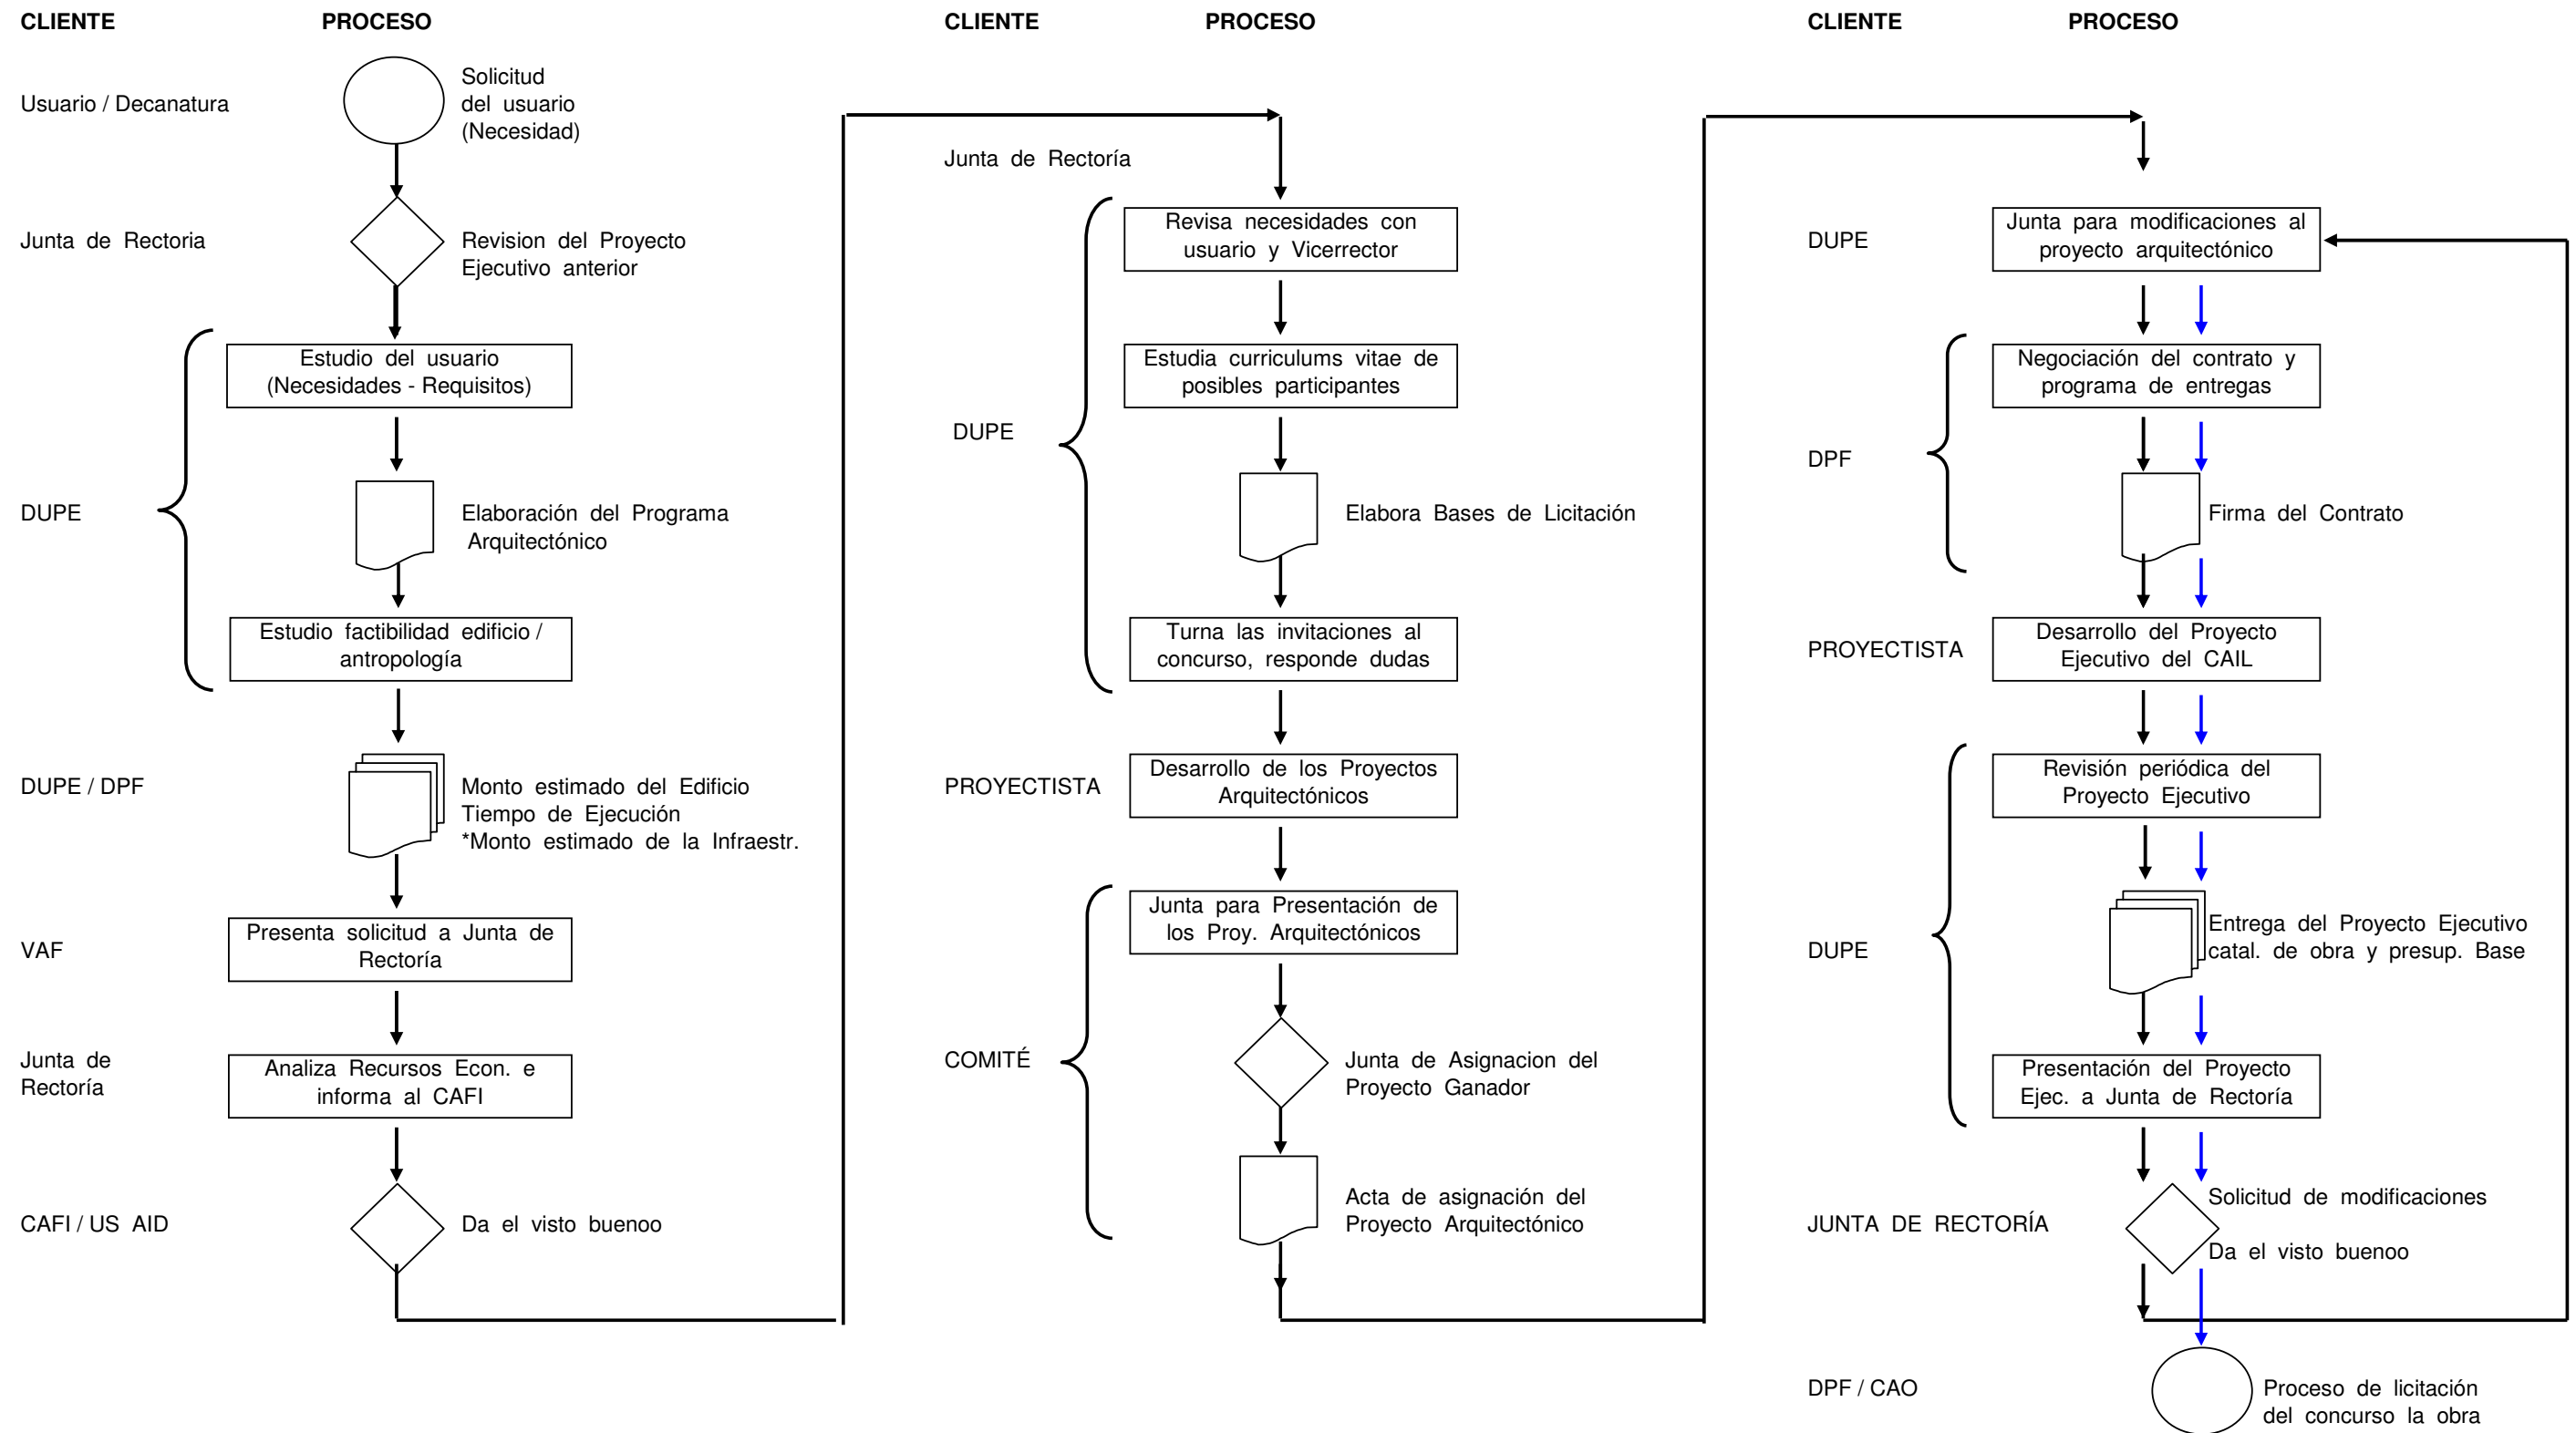 CLIENTE
PROCESO
Usuario / Decanatura
Solicitud
del usuario
(Necesidad)
Junta de Rectoria
Revision del Proyecto
Ejecutivo anterior
Estudio del usuario
(Necesidades - Requisitos)
DUPE
Elaboración del Programa
Arquitectónico
Estudio factibilidad edificio /
antropología
DUPE / DPF
Monto estimado del Edificio
Tiempo de Ejecución
*Monto estimado de la Infraestr.
VAF
Presenta solicitud a Junta de
Rectoría
Junta de
Rectoría
Analiza Recursos Econ. e
informa al CAFI
CAFI / US AID
Da el visto buenoo
CLIENTE
PROCESO
Junta de Rectoría
Revisa necesidades con
usuario y Vicerrector
Estudia curriculums vitae de
posibles participantes
DUPE
Elabora Bases de Licitación
Turna las invitaciones al
concurso, responde dudas
PROYECTISTA
Desarrollo de los Proyectos
Arquitectónicos
Junta para Presentación de
los Proy. Arquitectónicos
COMITÉ
Junta de Asignacion del
Proyecto Ganador
Acta de asignación del
Proyecto Arquitectónico
CLIENTE
PROCESO
DUPE
Junta para modificaciones al
proyecto arquitectónico
Negociación del contrato y
programa de entregas
DPF
Firma del Contrato
PROYECTISTA
Desarrollo del Proyecto
Ejecutivo del CAIL
Revisión periódica del
Proyecto Ejecutivo
DUPE
Entrega del Proyecto Ejecutivo
catal. de obra y presup. Base
Presentación del Proyecto
Ejec. a Junta de Rectoría
JUNTA DE RECTORÍA
Solicitud de modificaciones
Da el visto buenoo
DPF / CAO
Proceso de licitación
del concurso la obra